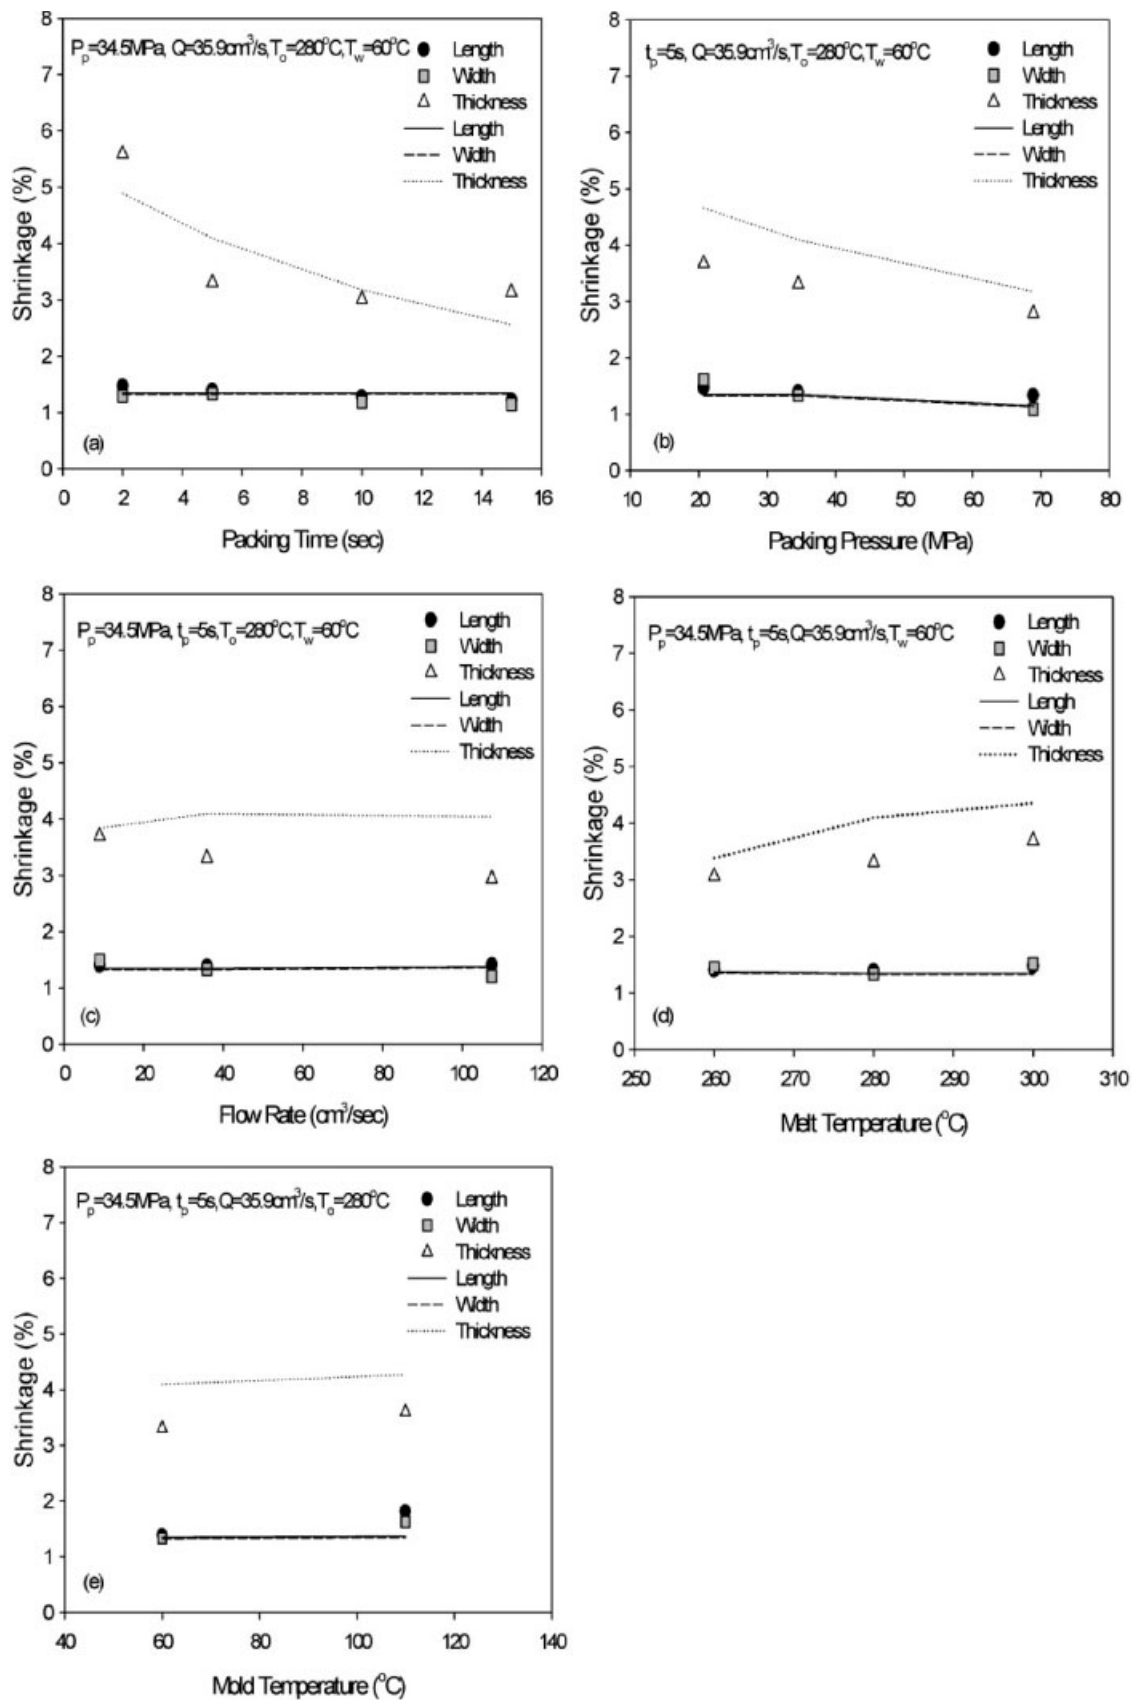 P_p=34.5MPa, Q=35.9cm³/s, T_o=280°C, T_w=60°C
Length
Width
Thickness
Length
Width
Thickness
Shrinkage (%)
8
7
6
5
4
3
2
1
0
(a)
0 2 4 6 8 10 12 14 16
Packing Time (sec)
t_p=5s, Q=35.9cm³/s, T_o=280°C, T_w=60°C
Length
Width
Thickness
Length
Width
Thickness
Shrinkage (%)
8
7
6
5
4
3
2
1
0
(b)
10 20 30 40 50 60 70 80
Packing Pressure (MPa)
P_p=34.5MPa, t_p=5s, T_o=280°C, T_w=60°C
Length
Width
Thickness
Length
Width
Thickness
Shrinkage (%)
8
7
6
5
4
3
2
1
0
(c)
0 20 40 60 80 100 120
Flow Rate (cm³/sec)
P_p=34.5MPa, t_p=5s, Q=35.9cm³/s, T_w=60°C
Length
Width
Thickness
Length
Width
Thickness
Shrinkage (%)
8
7
6
5
4
3
2
1
0
(d)
250 260 270 280 290 300 310
Melt Temperature (°C)
P_p=34.5MPa, t_p=5s, Q=35.9cm³/s, T_o=280°C
Length
Width
Thickness
Length
Width
Thickness
Shrinkage (%)
8
7
6
5
4
3
2
1
0
(e)
40 60 80 100 120 140
Mold Temperature (°C)